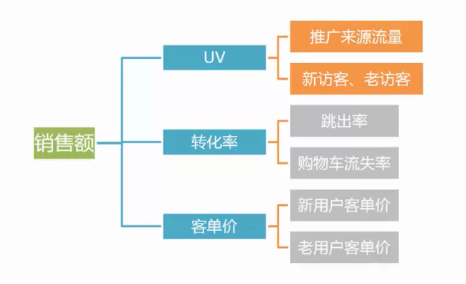 销售额
UV
推广来源流量
新访客、老访客
转化率
跳出率
购物车流失率
客单价
新用户客单价
老用户客单价